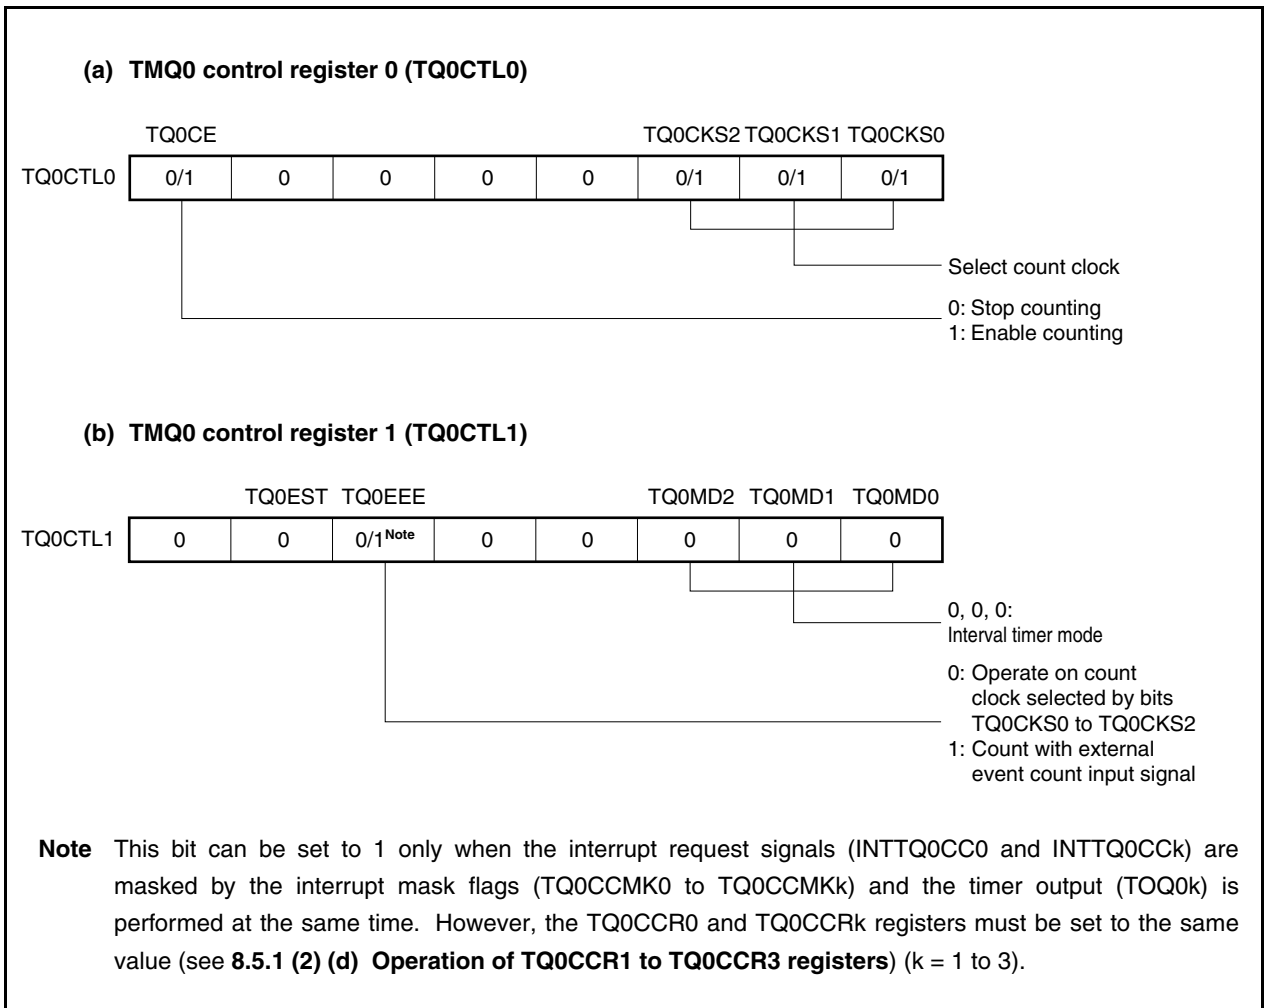 (a) TMQ0 control register 0 (TQ0CTL0)
TQ0CE TQ0CKS2 TQ0CKS1 TQ0CKS0
TQ0CTL0 0/1 0 0 0 0 0/1 0/1 0/1
Select count clock
0: Stop counting
1: Enable counting
(b) TMQ0 control register 1 (TQ0CTL1)
TQ0EST TQ0EEE TQ0MD2 TQ0MD1 TQ0MD0
TQ0CTL1 0 0 0/1Note 0 0 0 0 0
0, 0, 0:
Interval timer mode
0: Operate on count
clock selected by bits
TQ0CKS0 to TQ0CKS2
1: Count with external
event count input signal
Note This bit can be set to 1 only when the interrupt request signals (INTTQ0CC0 and INTTQ0CCk) are
masked by the interrupt mask flags (TQ0CCMK0 to TQ0CCMKk) and the timer output (TOQ0k) is
performed at the same time. However, the TQ0CCR0 and TQ0CCRk registers must be set to the same
value (see 8.5.1 (2) (d) Operation of TQ0CCR1 to TQ0CCR3 registers) (k = 1 to 3).